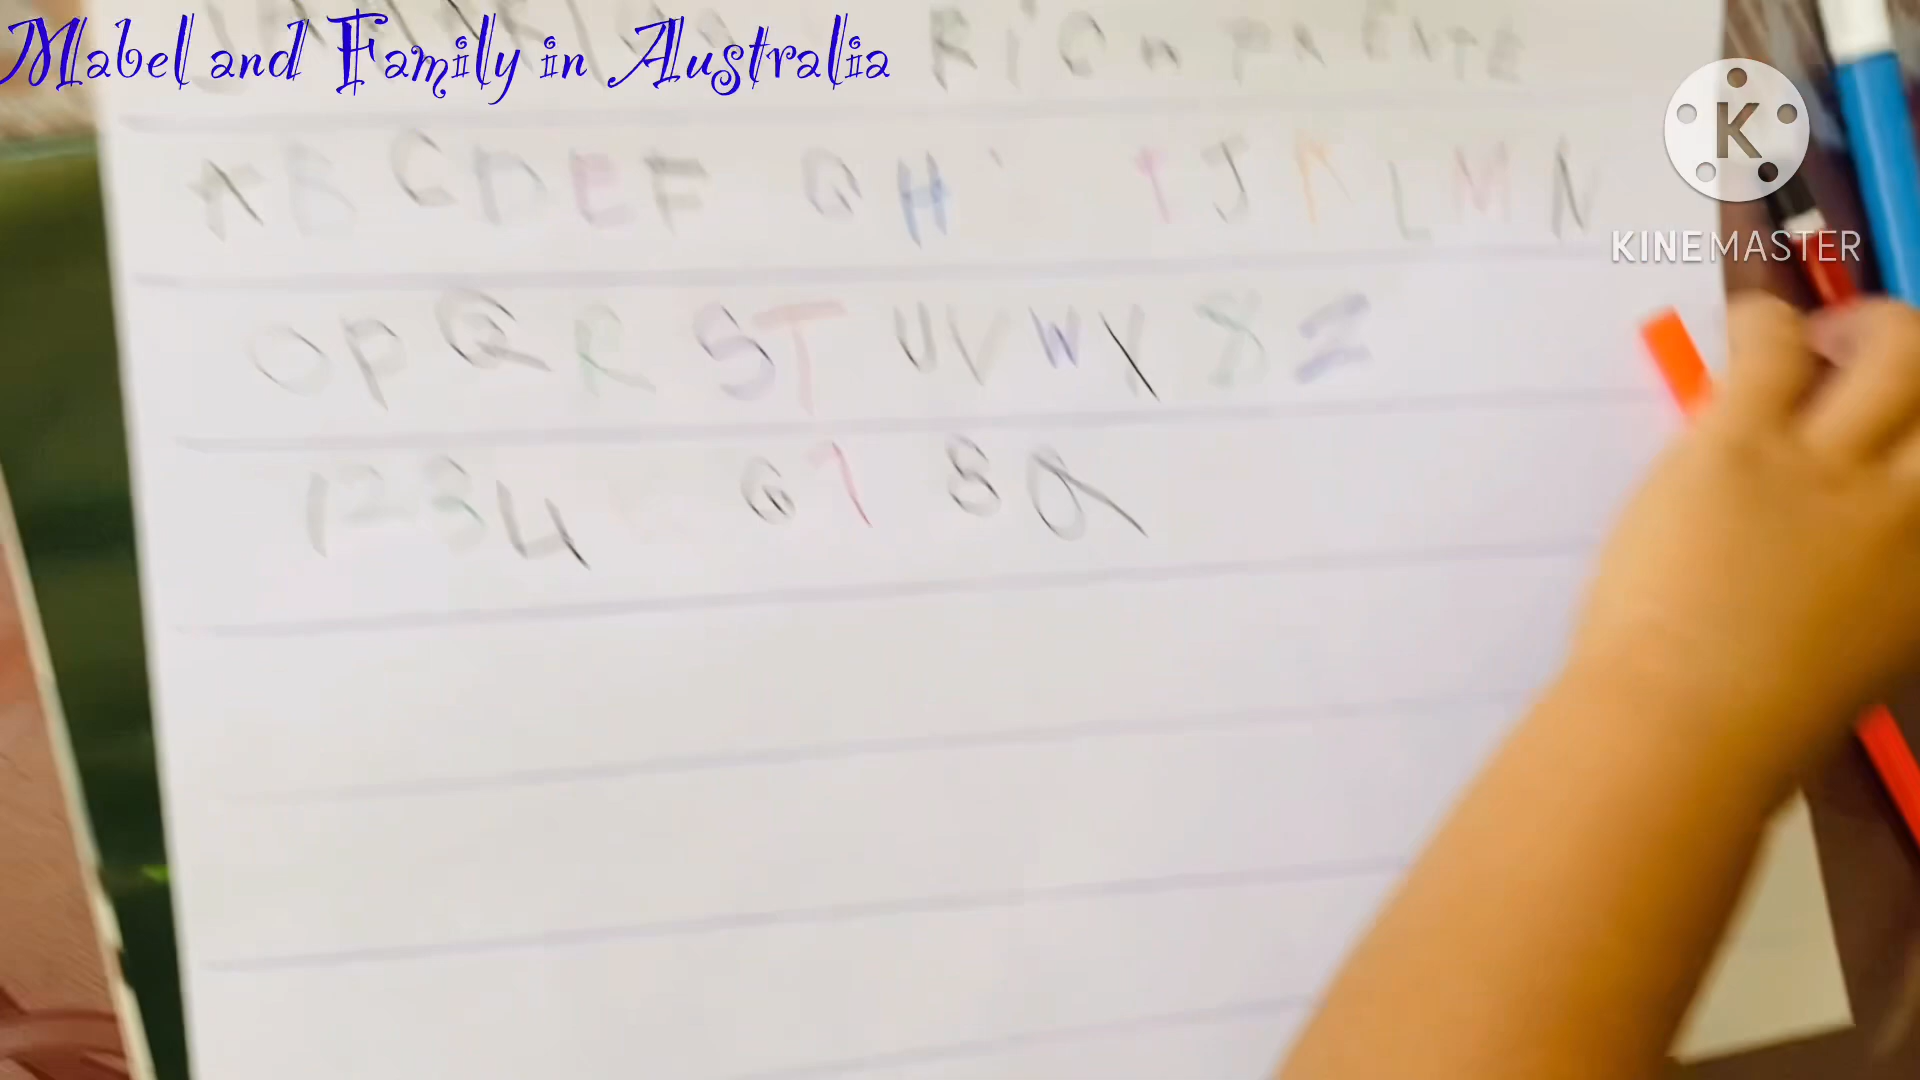 Mabel and Family in Australia
A B C D E F G H I J K L M N
O P Q R S T U V W X Y Z
1 2 3 4 6 7 8 9
KINEMASTER